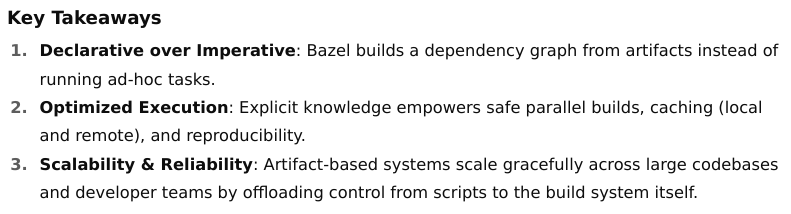 Key Takeaways
1. Declarative over Imperative: Bazel builds a dependency graph from artifacts instead of
running ad-hoc tasks.
2. Optimized Execution: Explicit knowledge empowers safe parallel builds, caching (local
and remote), and reproducibility.
3. Scalability & Reliability: Artifact-based systems scale gracefully across large codebases
and developer teams by offloading control from scripts to the build system itself.